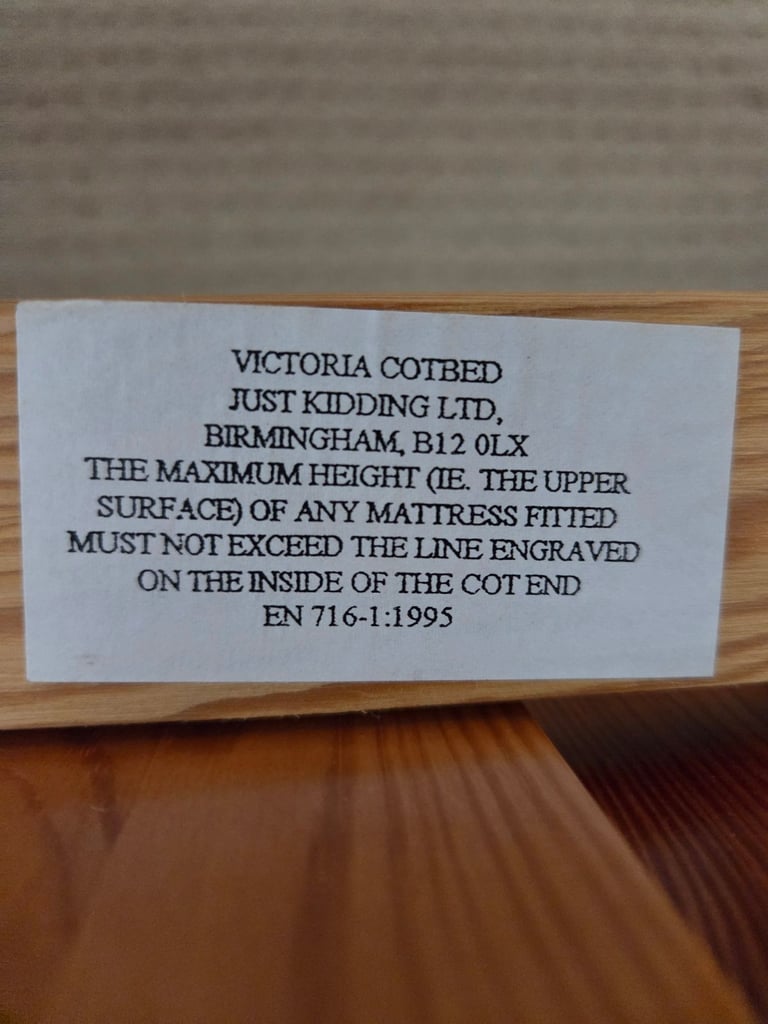 VICTORIA COTBED
JUST KIDDING LTD,
BIRMINGHAM, B12 0LX
THE MAXIMUM HEIGHT (IE. THE UPPER
SURFACE) OF ANY MATTRESS FITTED
MUST NOT EXCEED THE LINE ENGRAVED
ON THE INSIDE OF THE COT END
EN 716-1:1995